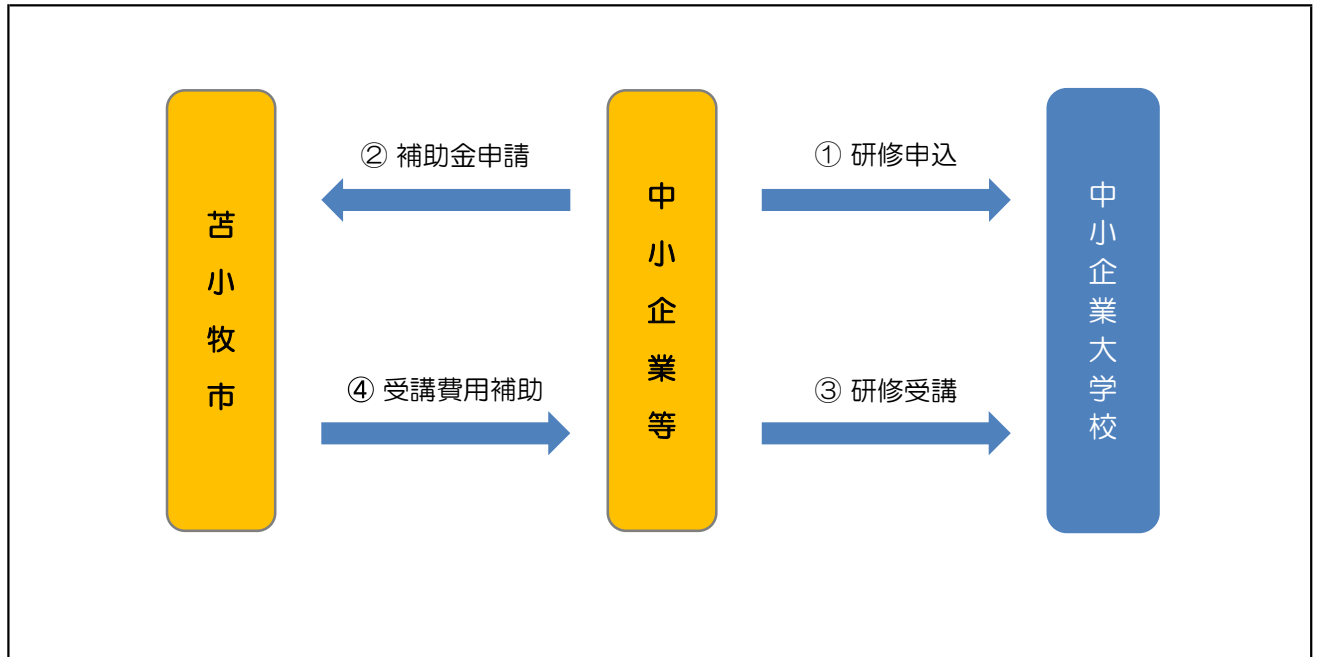 ② 補助金申請
① 研修申込
苫小牧市
中小企業等
中小企業大学校
④ 受講費用補助
③ 研修受講